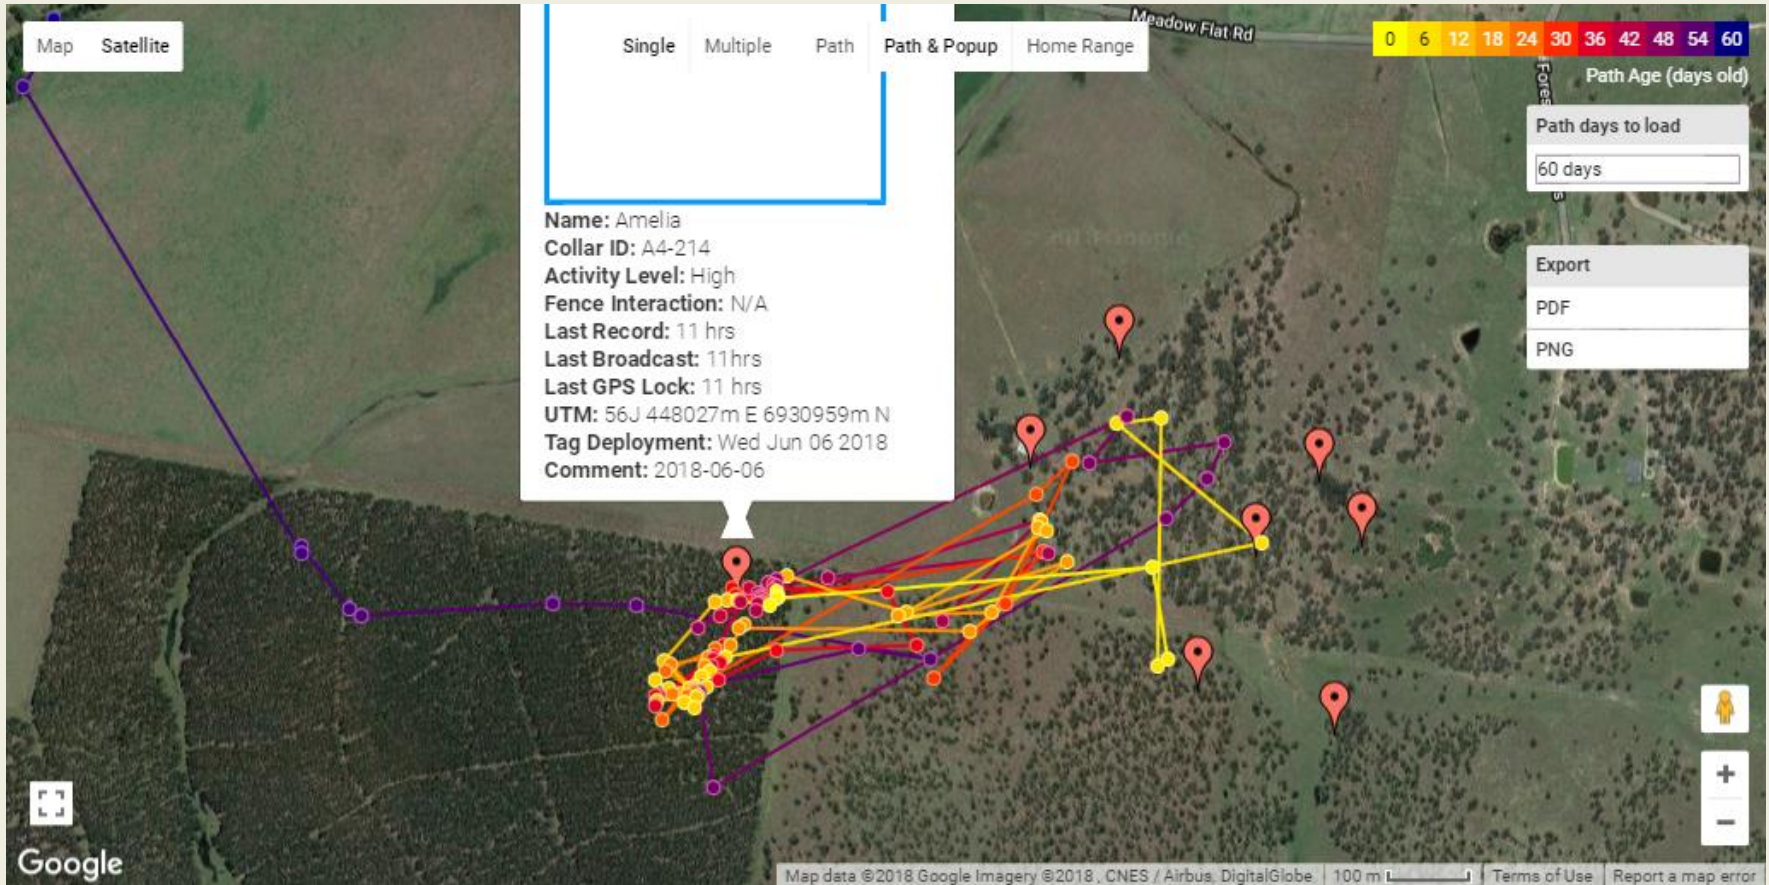 Map Satellite
Single Multiple Path Path & Popup Home Range
Meadow Flat Rd
0 6 12 18 24 30 36 42 48 54 60
Path Age (days old)
Path days to load
60 days
Export
PDF
PNG
Name: Amelia
Collar ID: A4-214
Activity Level: High
Fence Interaction: N/A
Last Record: 11 hrs
Last Broadcast: 11hrs
Last GPS Lock: 11 hrs
UTM: 56J 448027m E 6930959m N
Tag Deployment: Wed Jun 06 2018
Comment: 2018-06-06
Google
Map data ©2018 Google Imagery ©2018 , CNES / Airbus, DigitalGlobe 100 m Terms of Use Report a map error